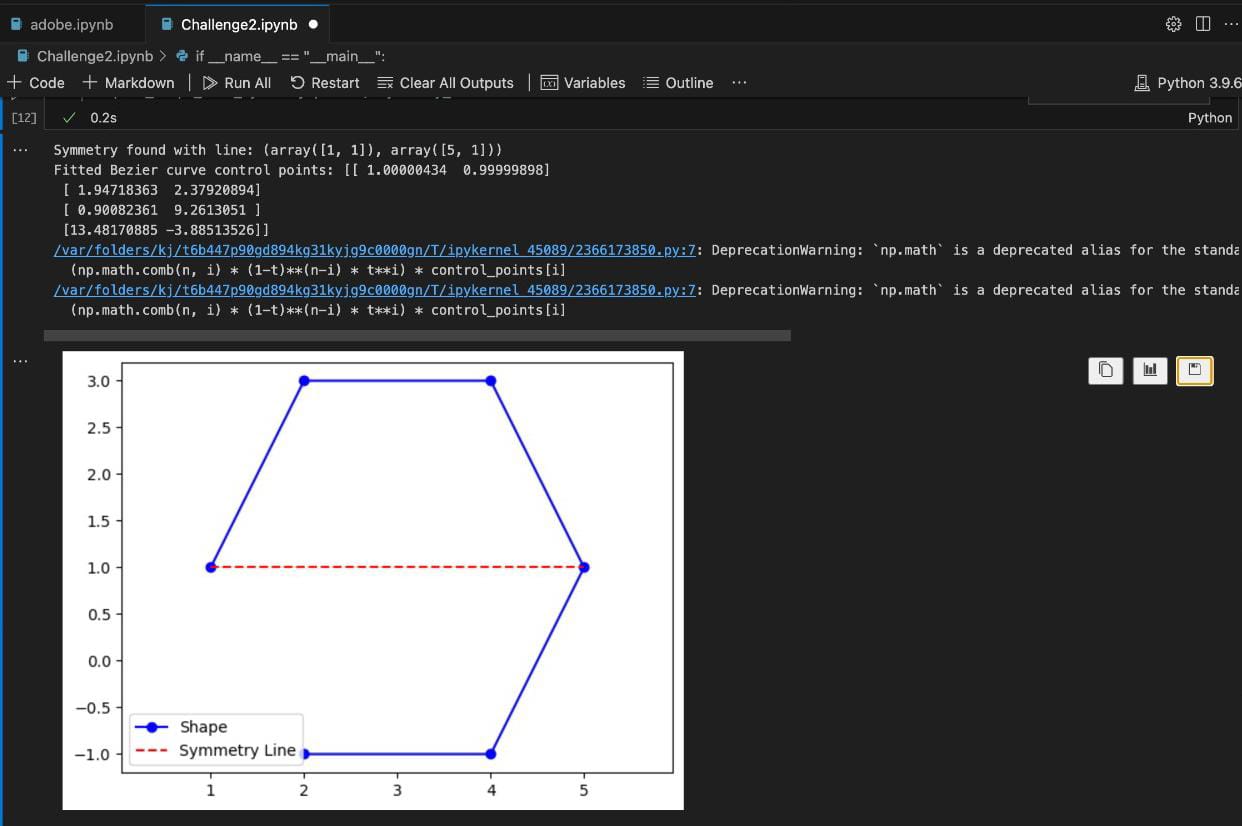 adobe.ipynb
Challenge2.ipynb
Challenge2.ipynb > if __name__ == "__main__":
+ Code + Markdown | Run All Restart Clear All Outputs | Variables Outline ... Python 3.9.6
[12] 0.2s Python
Symmetry found with line: (array([1, 1]), array([5, 1]))
Fitted Bezier curve control points: [[ 1.00000434  0.99999898]
[ 1.94718363  2.37920894]
[ 0.90082361  9.2613051 ]
[13.48170885 -3.88513526]]
/var/folders/kj/t6b447p90gd894kg31kyjg9c0000gn/T/ipykernel_45089/2366173850.py:7: DeprecationWarning: `np.math` is a deprecated alias for the standa
(np.math.comb(n, i) * (1-t)**(n-i) * t**i) * control_points[i]
/var/folders/kj/t6b447p90gd894kg31kyjg9c0000gn/T/ipykernel_45089/2366173850.py:7: DeprecationWarning: `np.math` is a deprecated alias for the standa
(np.math.comb(n, i) * (1-t)**(n-i) * t**i) * control_points[i]
3.0
2.5
2.0
1.5
1.0
0.5
0.0
−0.5
−1.0
Shape
Symmetry Line
1 2 3 4 5